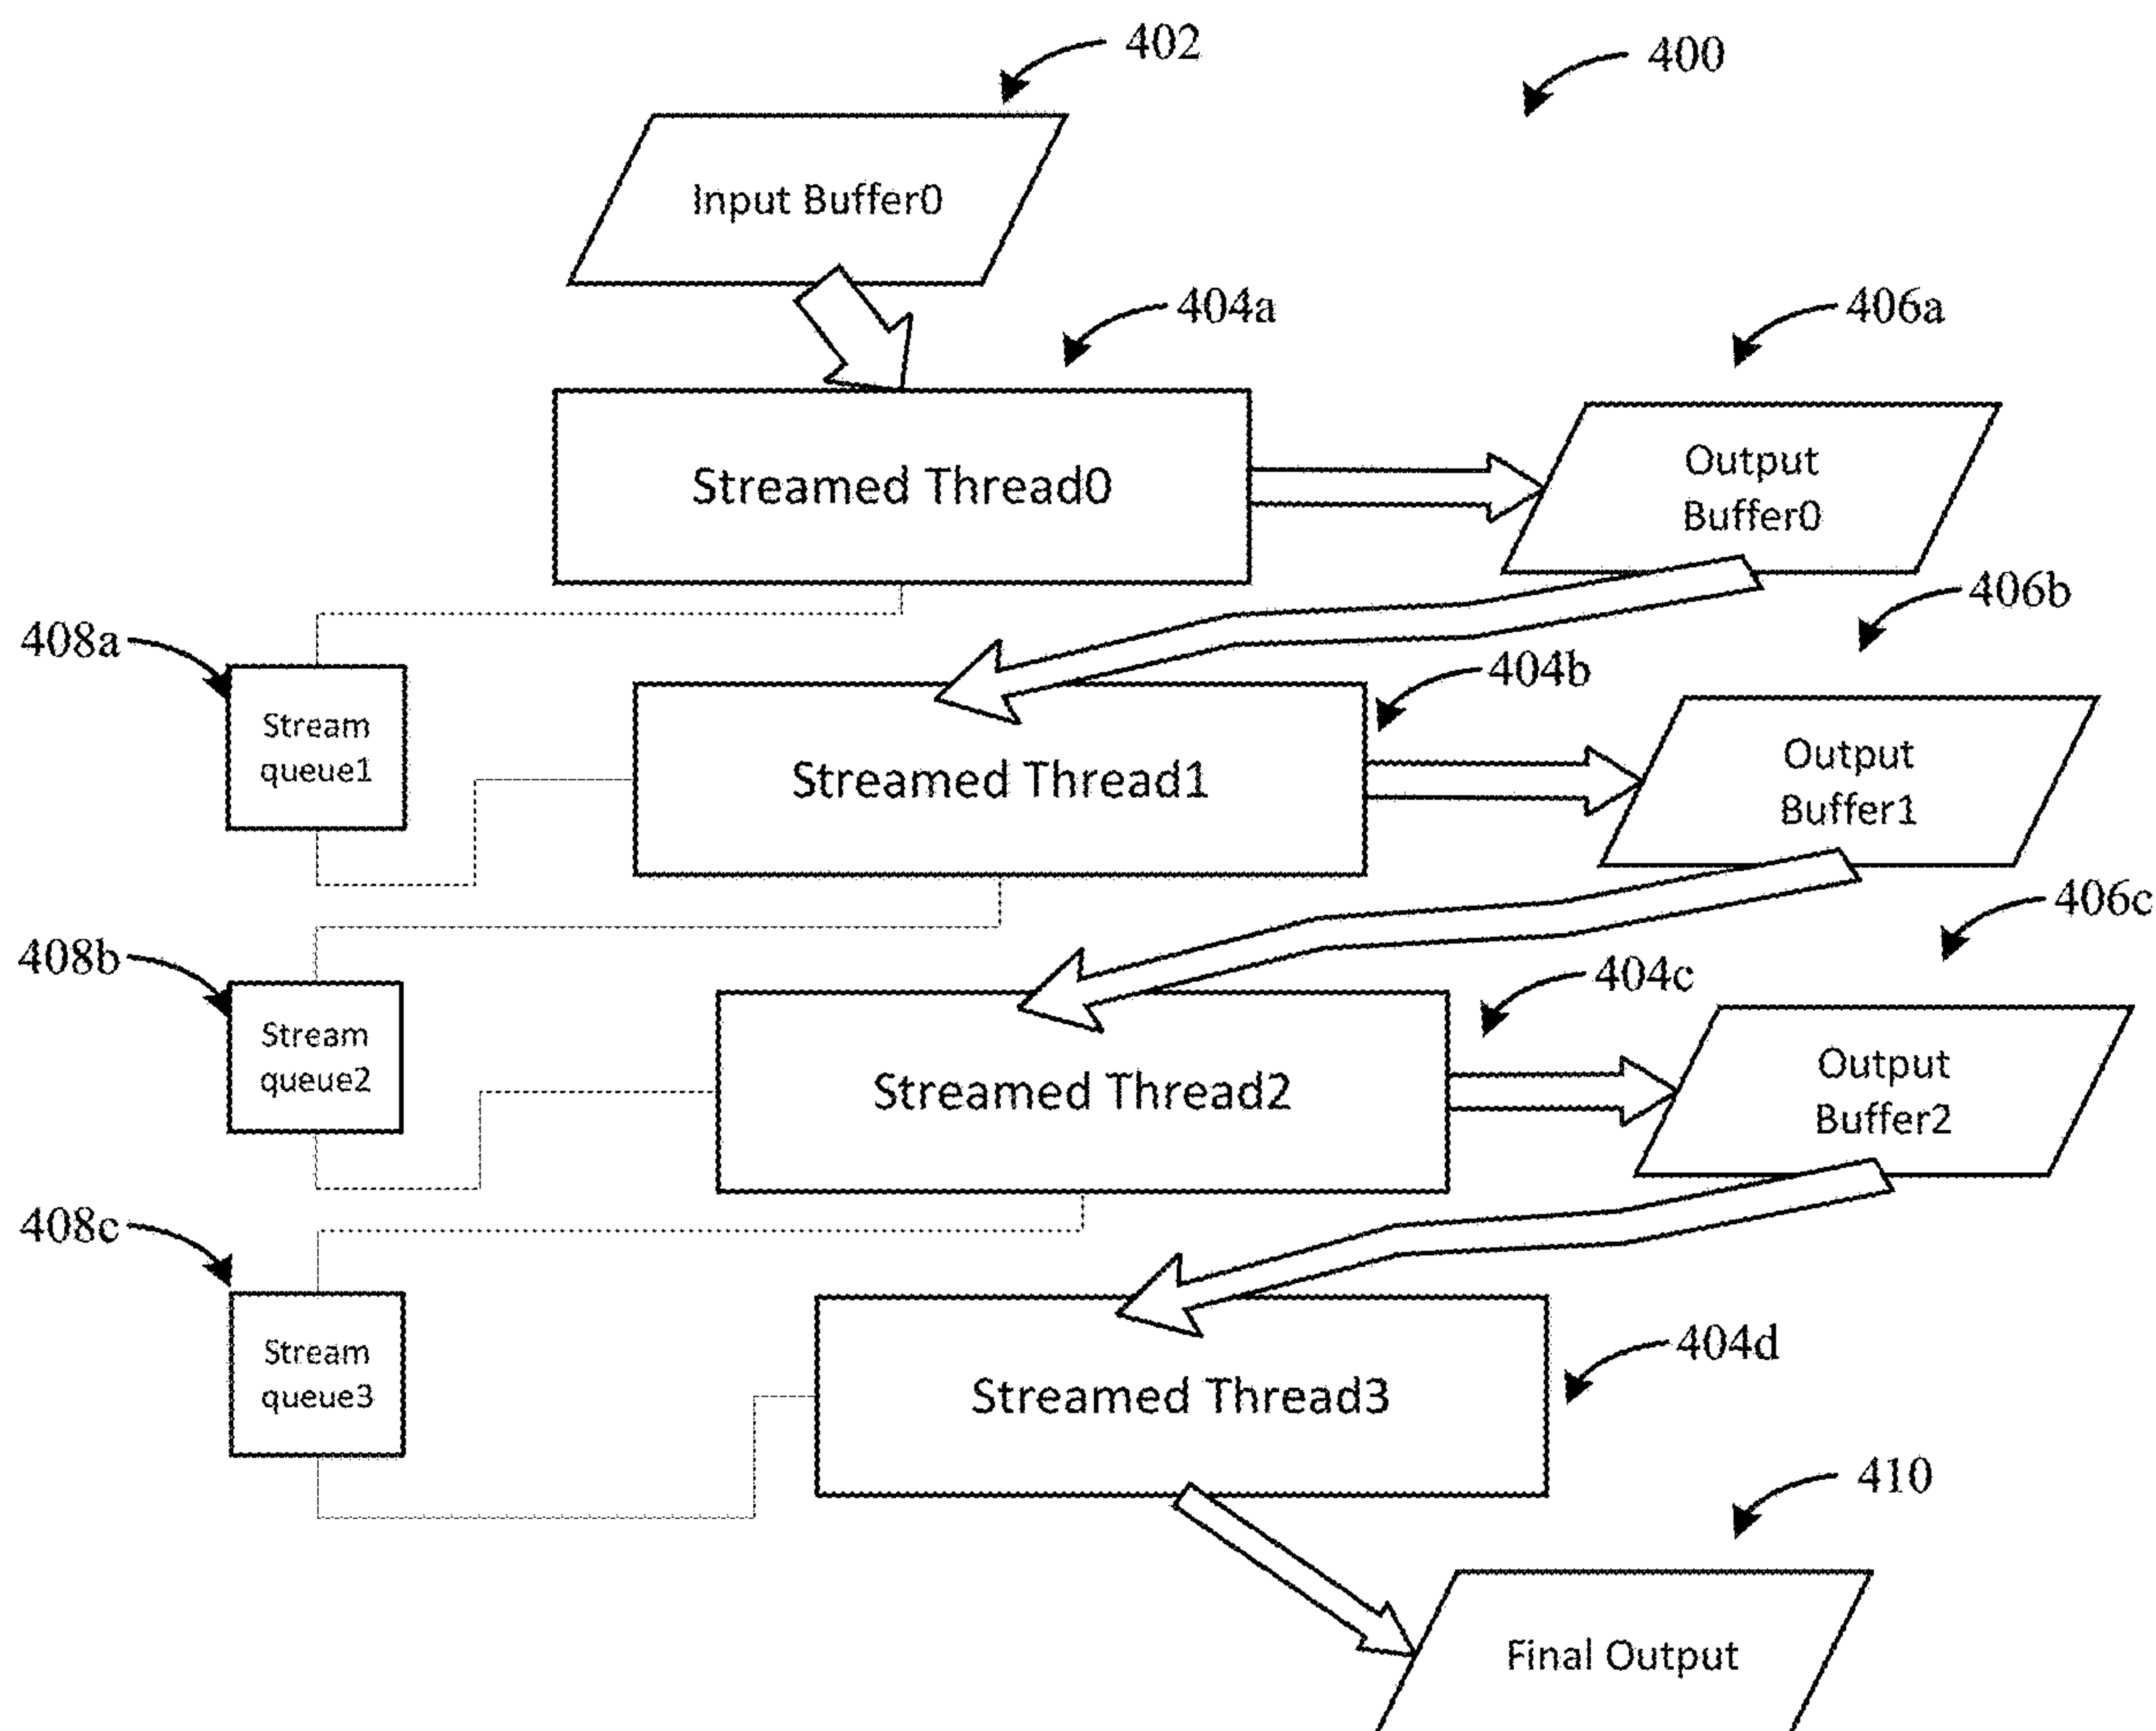 402
400
Input Buffer0
404a
406a
Streamed Thread0
Output
Buffer0
406b
408a
404b
Stream
queue1
Streamed Thread1
Output
Buffer1
406c
408b
404c
Stream
queue2
Streamed Thread2
Output
Buffer2
408c
404d
Stream
queue3
Streamed Thread3
410
Final Output